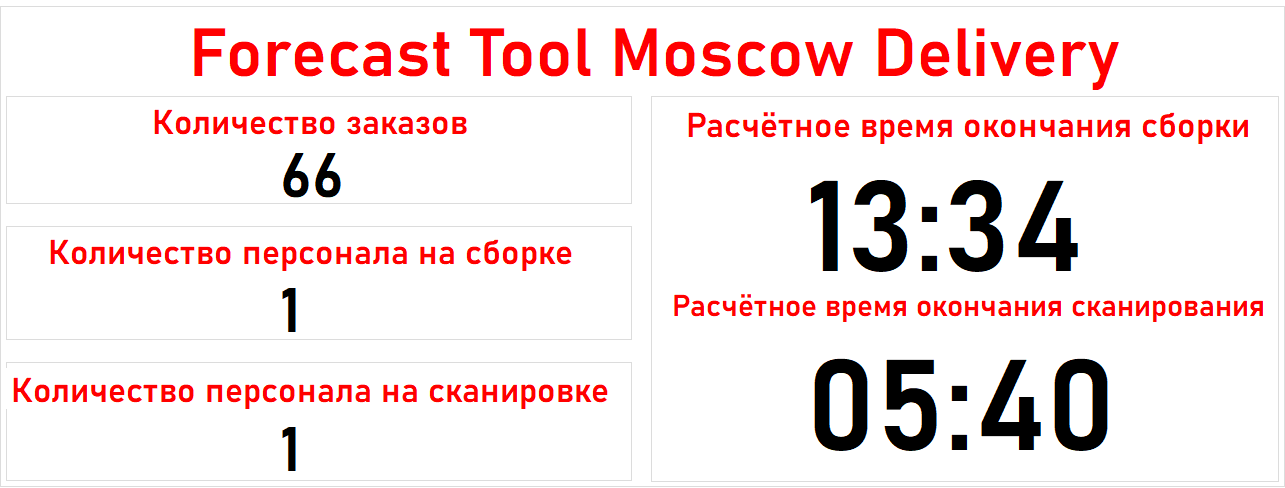 Forecast Tool Moscow Delivery
Количество заказов
66
Количество персонала на сборке
1
Количество персонала на сканировке
1
Расчётное время окончания сборки
13:34
Расчётное время окончания сканирования
05:40